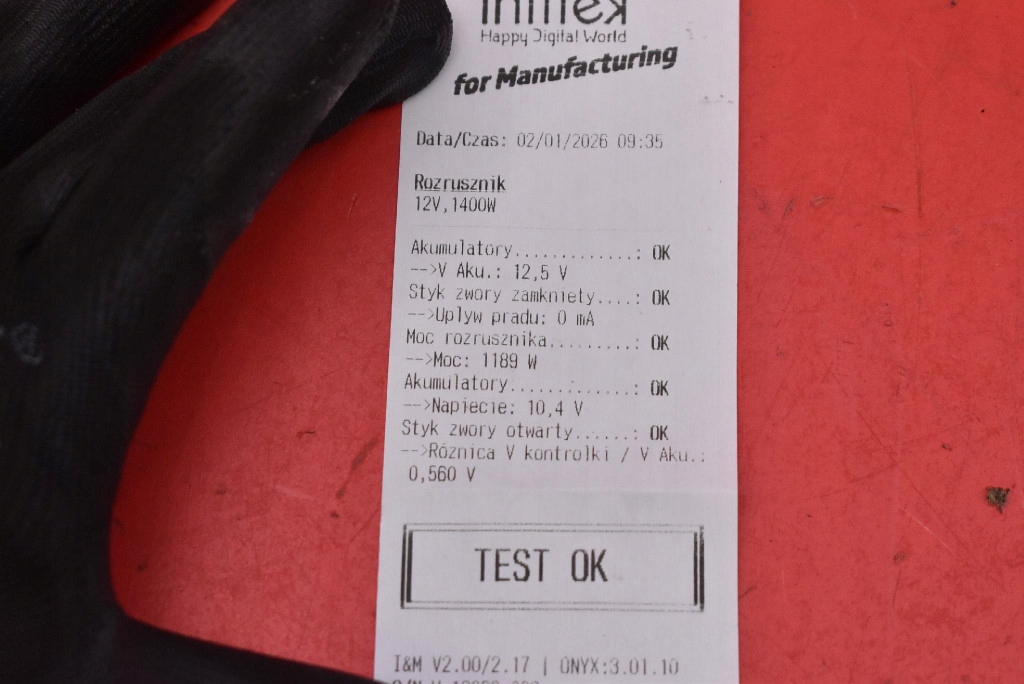 Happy Digital World
for Manufacturing
Data/Czas: 02/01/2026 09:35
Rozrusznik
12V,1400W
Akumulatory.............: OK
-->V Aku.: 12,5 V
Styk zwory zamkniety....: OK
-->Uplyw pradu: 0 mA
Moc rozrusznika.........: OK
-->Moc: 1189 W
Akumulatory.............: OK
-->Napiecie: 10,4 V
Styk zwory otwarty......: OK
-->Róznica V kontrolki / V Aku.:
0,560 V
TEST OK
I&M V2.00/2.17 | ONYX:3.01.10